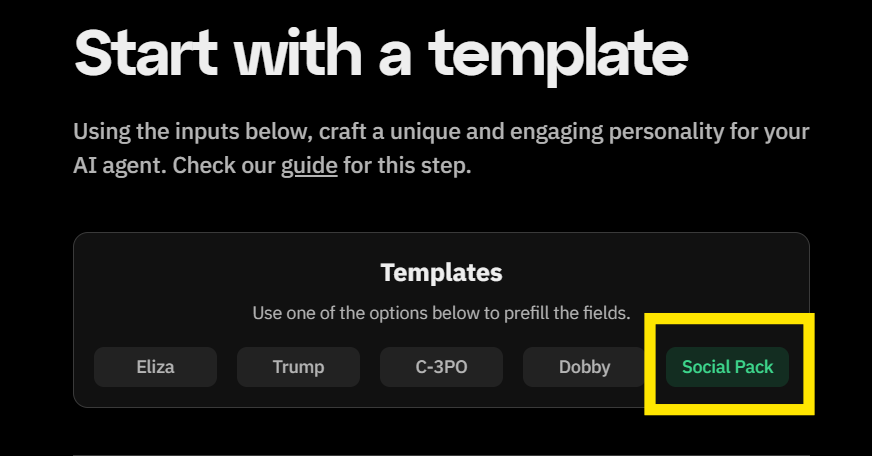 Start with a template
Using the inputs below, craft a unique and engaging personality for your
AI agent. Check our guide for this step.
Templates
Use one of the options below to prefill the fields.
Eliza
Trump
C-3PO
Dobby
Social Pack